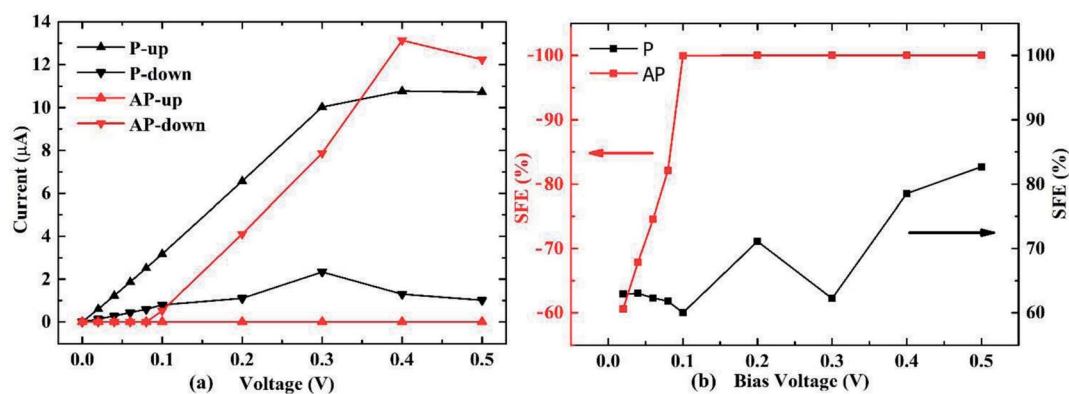 14
12
10
8
6
4
2
0
Current (μA)
P-up
P-down
AP-up
AP-down
0.0 0.1 0.2 0.3 0.4 0.5
(a) Voltage (V)
-100
-90
-80
-70
-60
SFE (%)
P
AP
100
90
80
70
60
SFE (%)
0.0 0.1 0.2 0.3 0.4 0.5
(b) Bias Voltage (V)